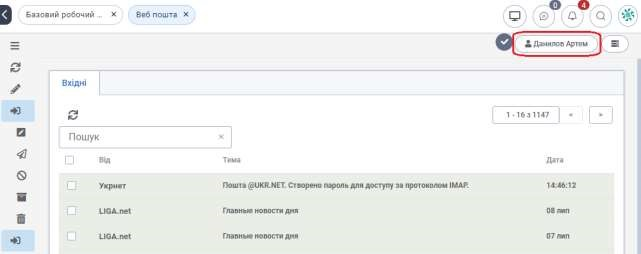 Базовий робочий ... × Веб пошта ×
0 4
Данилов Артем
Вхідні
1 - 16 з 1147 « »
Пошук ×
Від Тема Дата
Укрнет Пошта @UKR.NET. Створено пароль для доступу за протоколом IMAP. 14:46:12
LIGA.net Главные новости дня 08 лип
LIGA.net Главные новости дня 07 лип